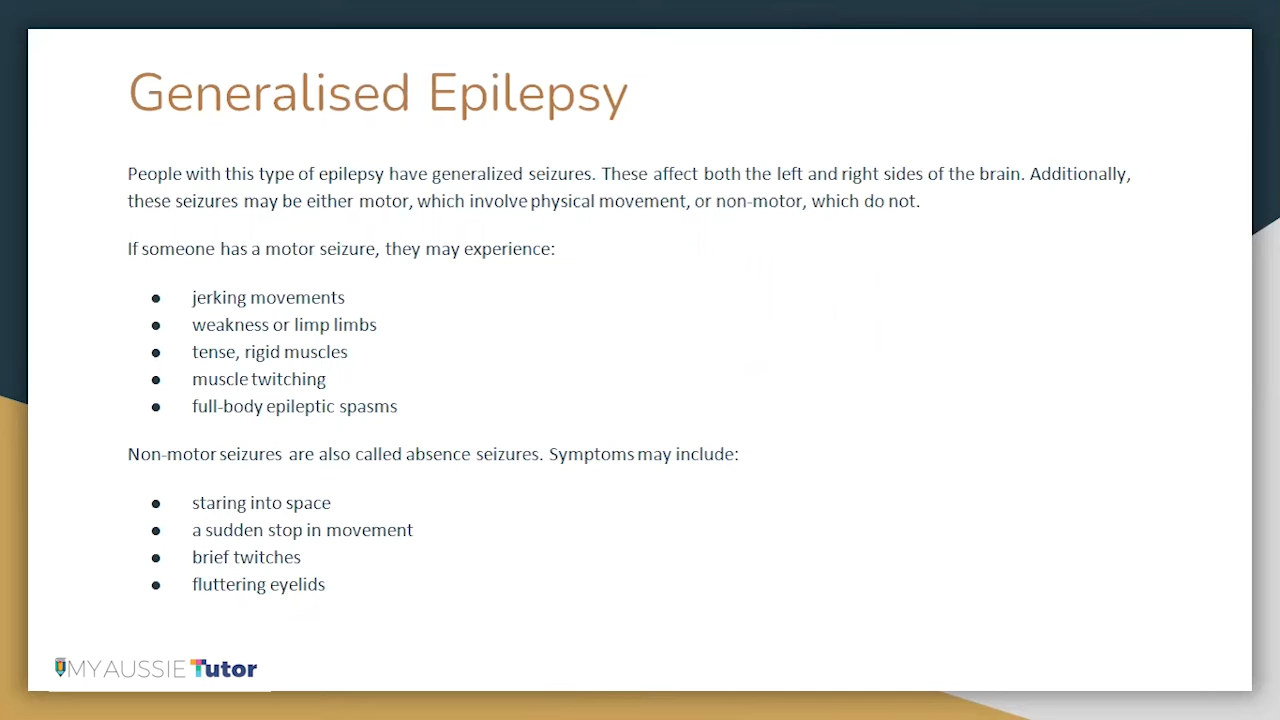 Generalised Epilepsy
People with this type of epilepsy have generalized seizures. These affect both the left and right sides of the brain. Additionally,
these seizures may be either motor, which involve physical movement, or non-motor, which do not.
If someone has a motor seizure, they may experience:
● jerking movements
● weakness or limp limbs
● tense, rigid muscles
● muscle twitching
● full-body epileptic spasms
Non-motor seizures are also called absence seizures. Symptoms may include:
● staring into space
● a sudden stop in movement
● brief twitches
● fluttering eyelids
MY AUSSIE Tutor